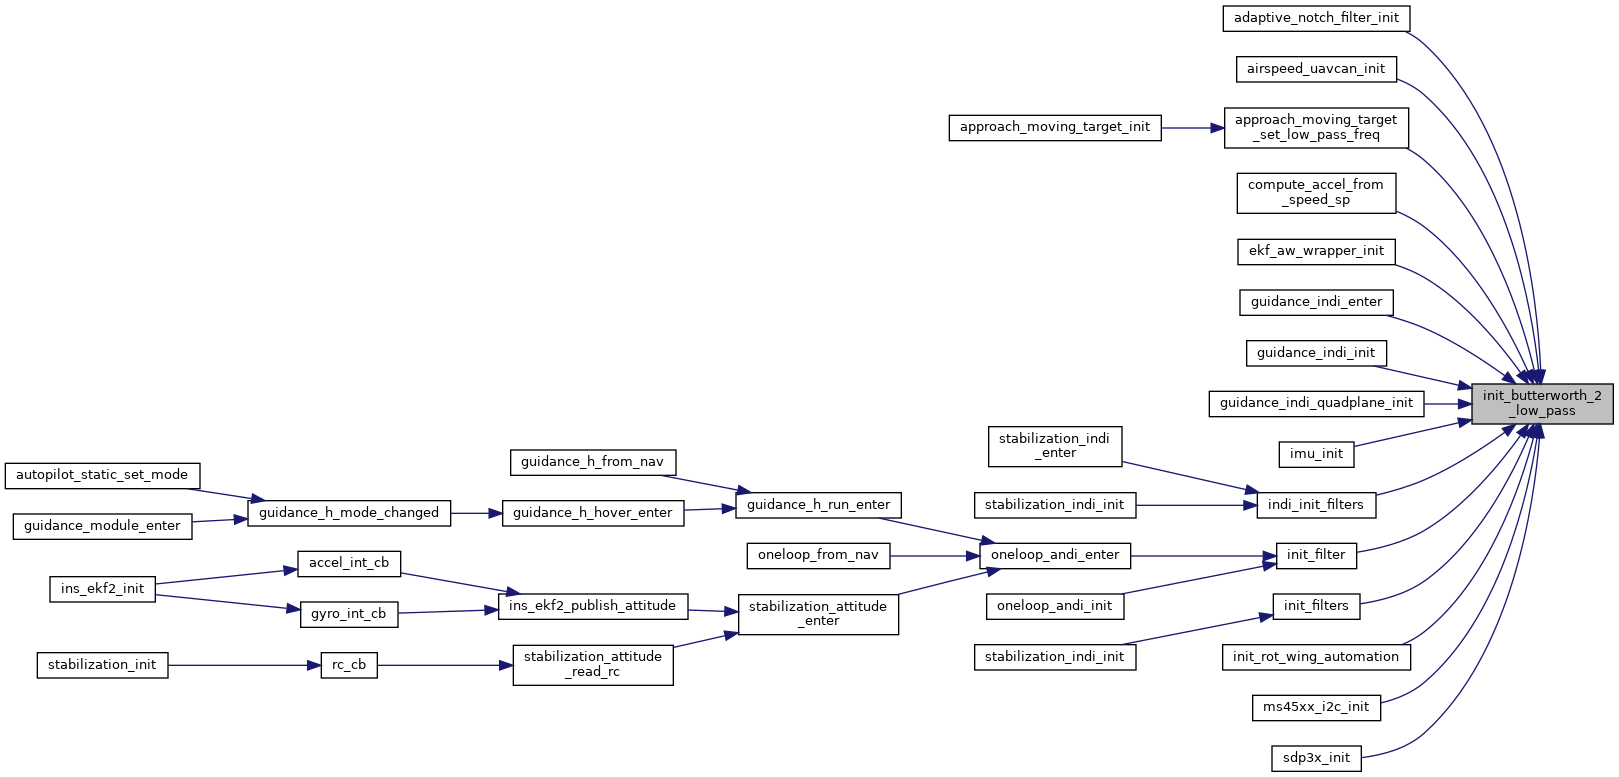 adaptive_notch_filter_init
airspeed_uavcan_init
approach_moving_target_init
approach_moving_target
_set_low_pass_freq
compute_accel_from
_speed_sp
ekf_aw_wrapper_init
guidance_indi_enter
guidance_indi_init
guidance_indi_quadplane_init
init_butterworth_2
_low_pass
imu_init
stabilization_indi
_enter
stabilization_indi_init
indi_init_filters
guidance_h_from_nav
autopilot_static_set_mode
guidance_module_enter
guidance_h_mode_changed
guidance_h_hover_enter
guidance_h_run_enter
oneloop_from_nav
oneloop_andi_enter
init_filter
oneloop_andi_init
accel_int_cb
ins_ekf2_init
gyro_int_cb
ins_ekf2_publish_attitude
stabilization_attitude
_enter
init_filters
stabilization_indi_init
stabilization_init
rc_cb
stabilization_attitude
_read_rc
init_rot_wing_automation
ms45xx_i2c_init
sdp3x_init